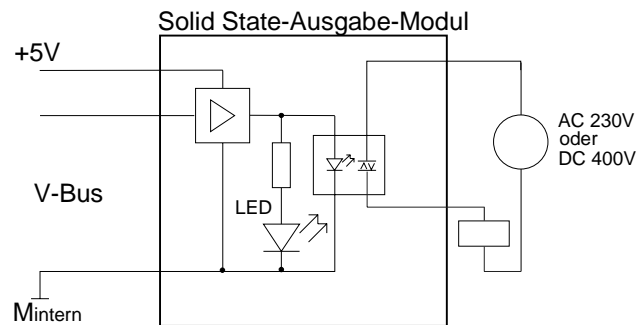 Solid State-Ausgabe-Modul
+5V
AC 230V
oder
DC 400V
V-Bus
LED
Mintern